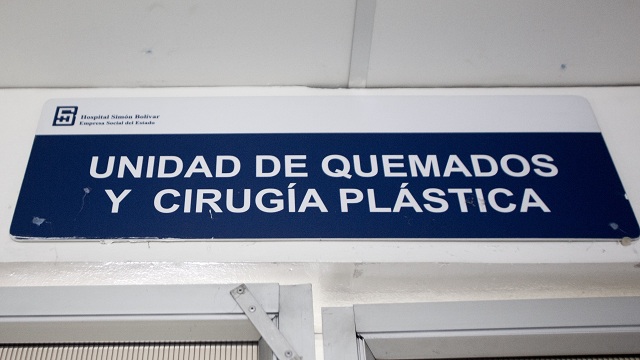 Hospital Simón Bolívar
Empresa Social del Estado
UNIDAD DE QUEMADOS
Y CIRUGÍA PLÁSTICA